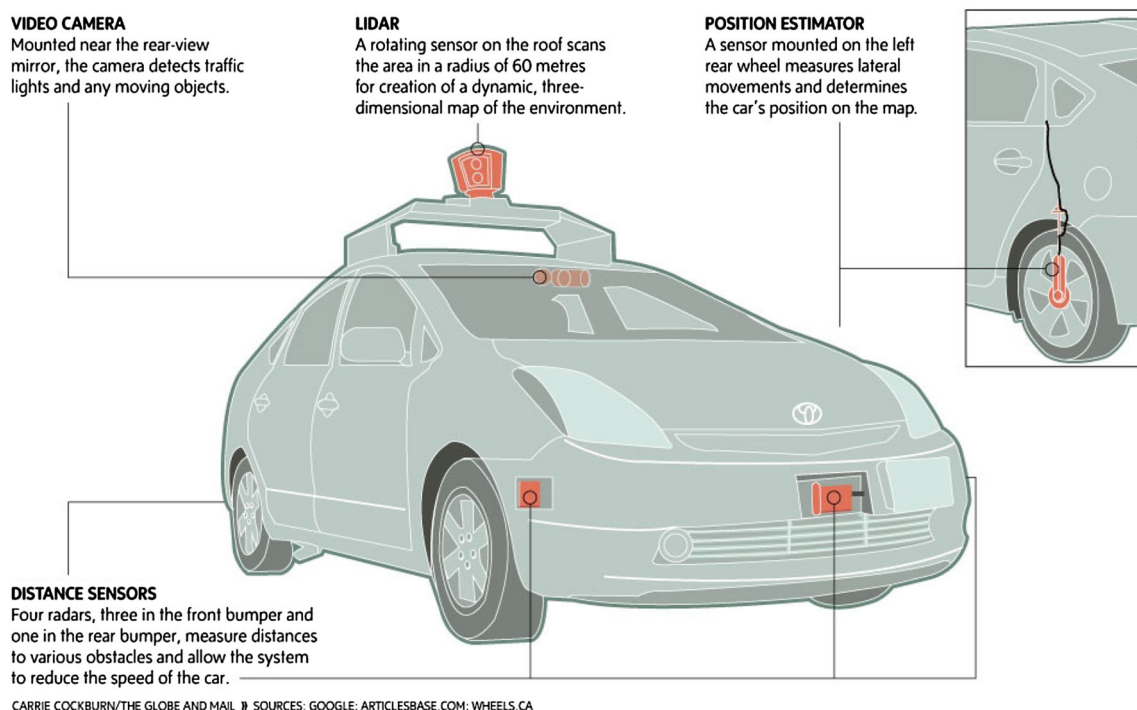 VIDEO CAMERA
Mounted near the rear-view
mirror, the camera detects traffic
lights and any moving objects.
LIDAR
A rotating sensor on the roof scans
the area in a radius of 60 metres
for creation of a dynamic, three-
dimensional map of the environment.
POSITION ESTIMATOR
A sensor mounted on the left
rear wheel measures lateral
movements and determines
the car's position on the map.
DISTANCE SENSORS
Four radars, three in the front bumper and
one in the rear bumper, measure distances
to various obstacles and allow the system
to reduce the speed of the car.
CARRIE COCKBURN/THE GLOBE AND MAIL » SOURCES: GOOGLE; ARTICLESBASE.COM; WHEELS.CA